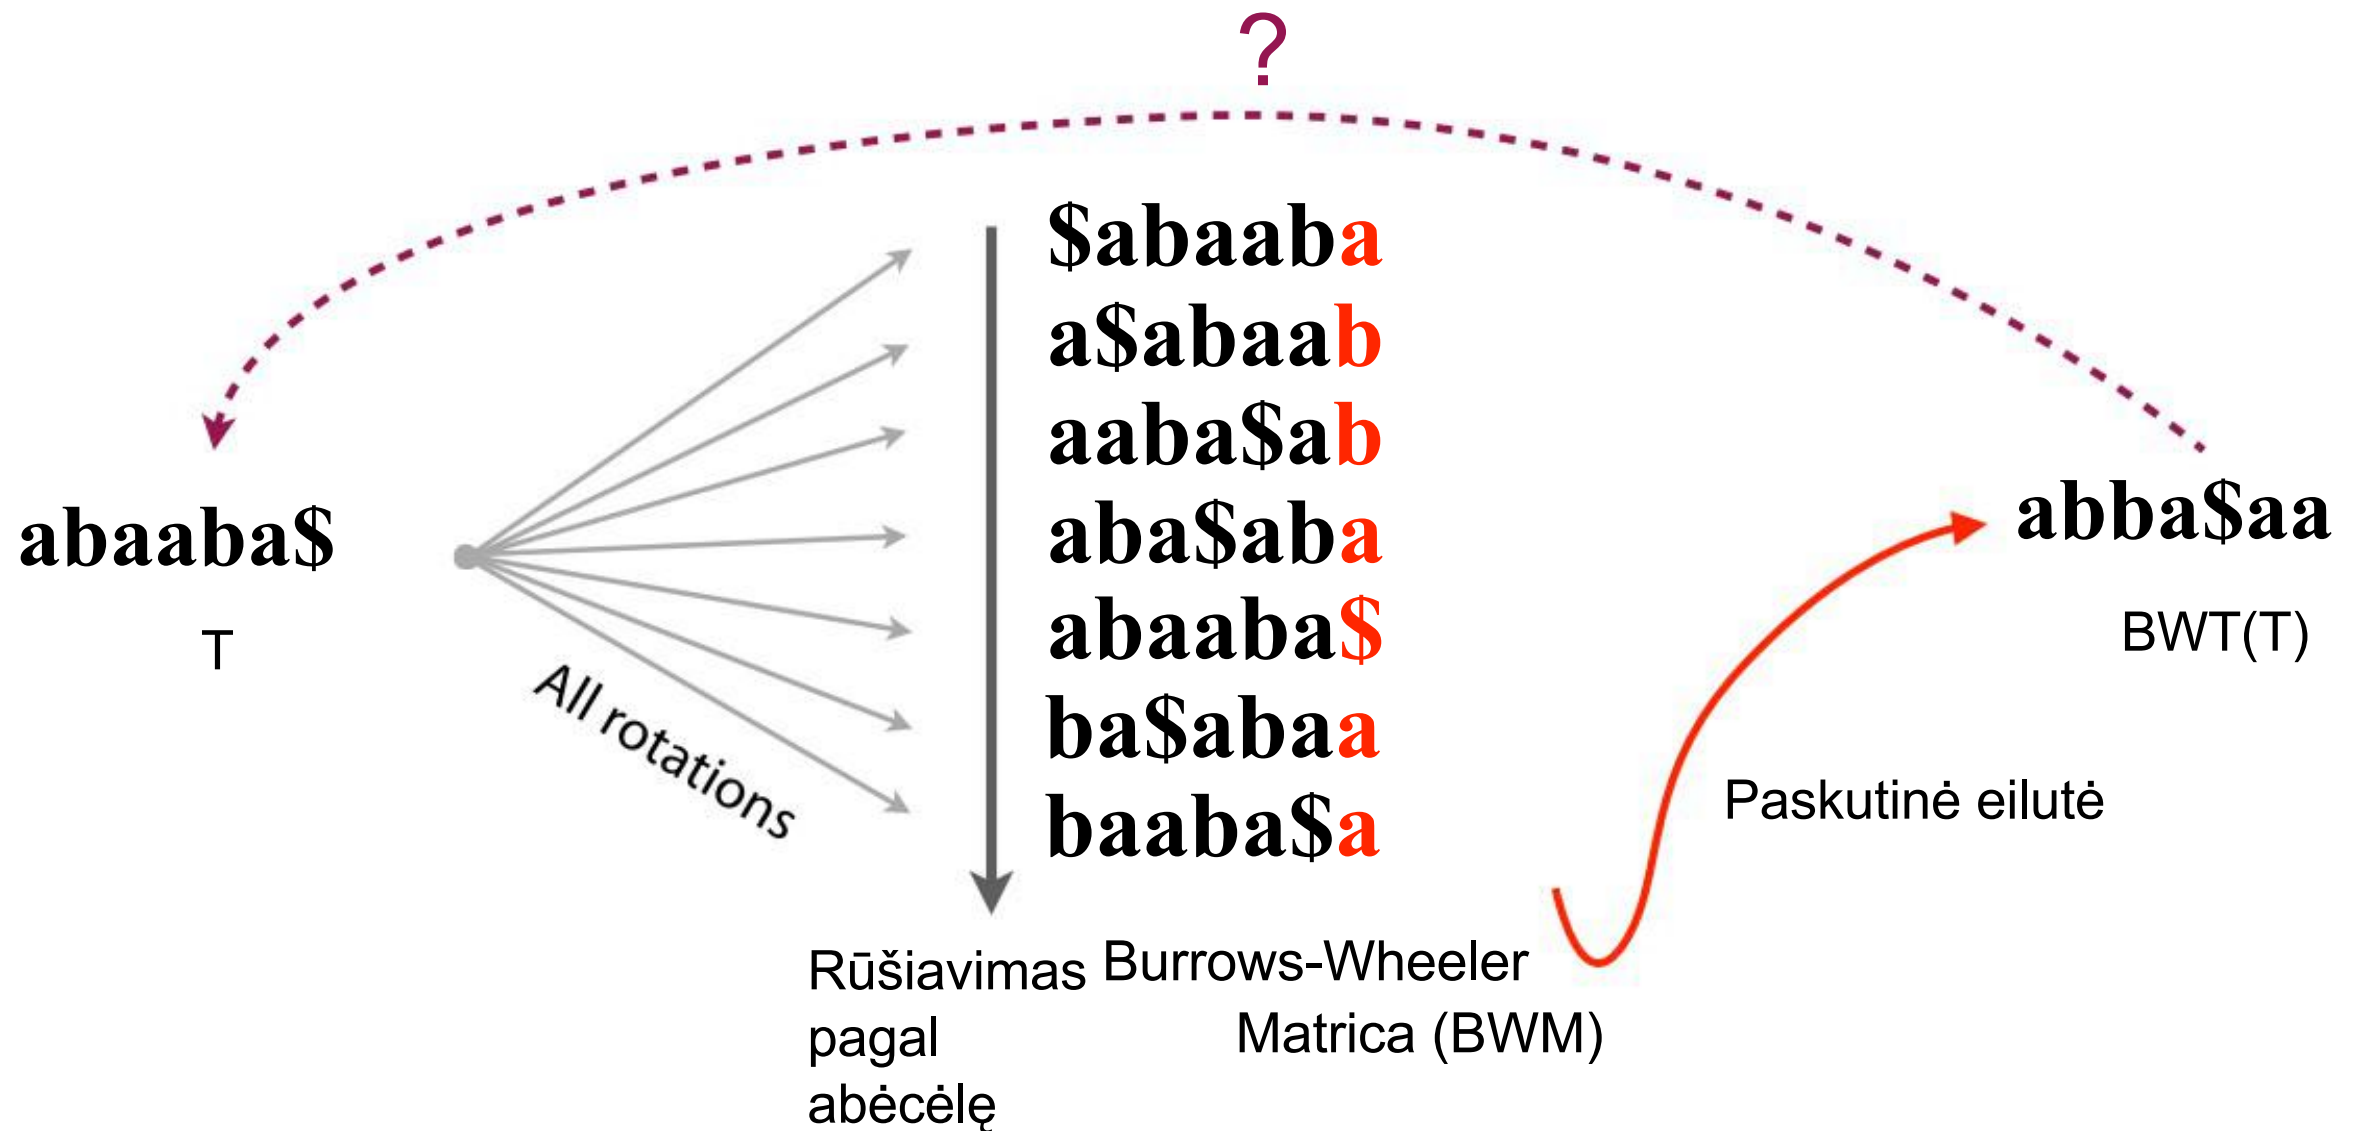 ?
$abaaba
a$abaab
aaba$ab
aba$aba
abaaba$
ba$abaa
baaba$a
abaaba$
T
All rotations
abba$aa
BWT(T)
Paskutinė eilutė
Rūšiavimas
pagal
abėcėlę
Burrows-Wheeler
Matrica (BWM)